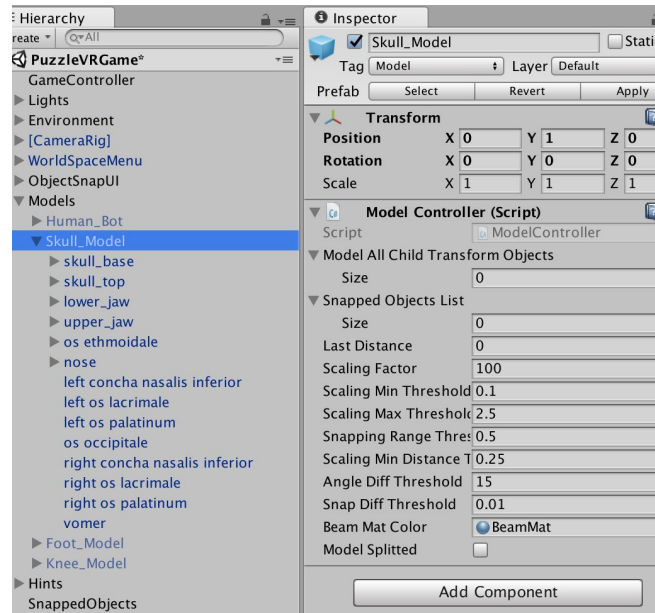 Hierarchy
reate
All
PuzzleVRGame*
GameController
Lights
Environment
[CameraRig]
WorldSpaceMenu
ObjectSnapUI
Models
Human_Bot
Skull_Model
skull_base
skull_top
lower_jaw
upper_jaw
os ethmoidale
nose
left concha nasalis inferior
left os lacrimale
left os palatinum
os occipitale
right concha nasalis inferior
right os lacrimale
right os palatinum
vomer
Foot_Model
Knee_Model
Hints
SnappedObjects
Inspector
Skull_Model Stati
Tag Model Layer Default
Prefab Select Revert Apply
Transform
Position X 0 Y 1 Z 0
Rotation X 0 Y 0 Z 0
Scale X 1 Y 1 Z 1
Model Controller (Script)
Script ModelController
Model All Child Transform Objects
Size 0
Snapped Objects List
Size 0
Last Distance 0
Scaling Factor 100
Scaling Min Threshold 0.1
Scaling Max Threshol 2.5
Snapping Range Thres 0.5
Scaling Min Distance T 0.25
Angle Diff Threshold 15
Snap Diff Threshold 0.01
Beam Mat Color BeamMat
Model Splitted
Add Component